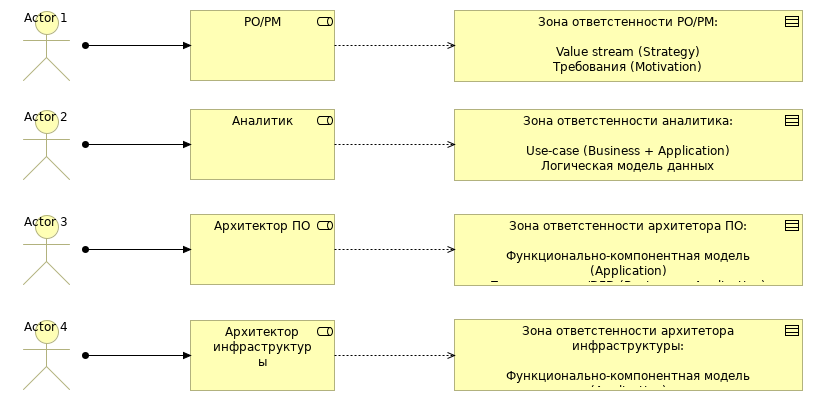 Actor 1
PO/PM
Зона ответстенности PO/PM:
Value stream (Strategy)
Требования (Motivation)
Actor 2
Аналитик
Зона ответстенности аналитика:
Use-case (Business + Application)
Логическая модель данных
Actor 3
Архитектор ПО
Зона ответстенности архитетора ПО:
Функционально-компонентная модель
(Application)
Actor 4
Архитектор
инфраструктур
ы
Зона ответстенности архитетора
инфраструктуры:
Функционально-компонентная модель